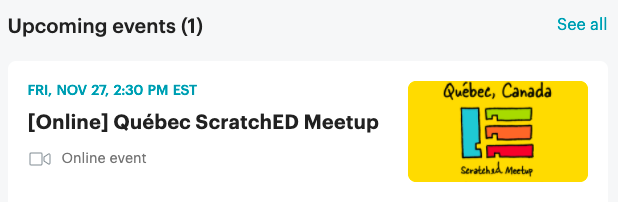 Upcoming events (1)
See all
FRI, NOV 27, 2:30 PM EST
[Online] Québec ScratchED Meetup
Online event
Québec, Canada
ScratchEd Meetup